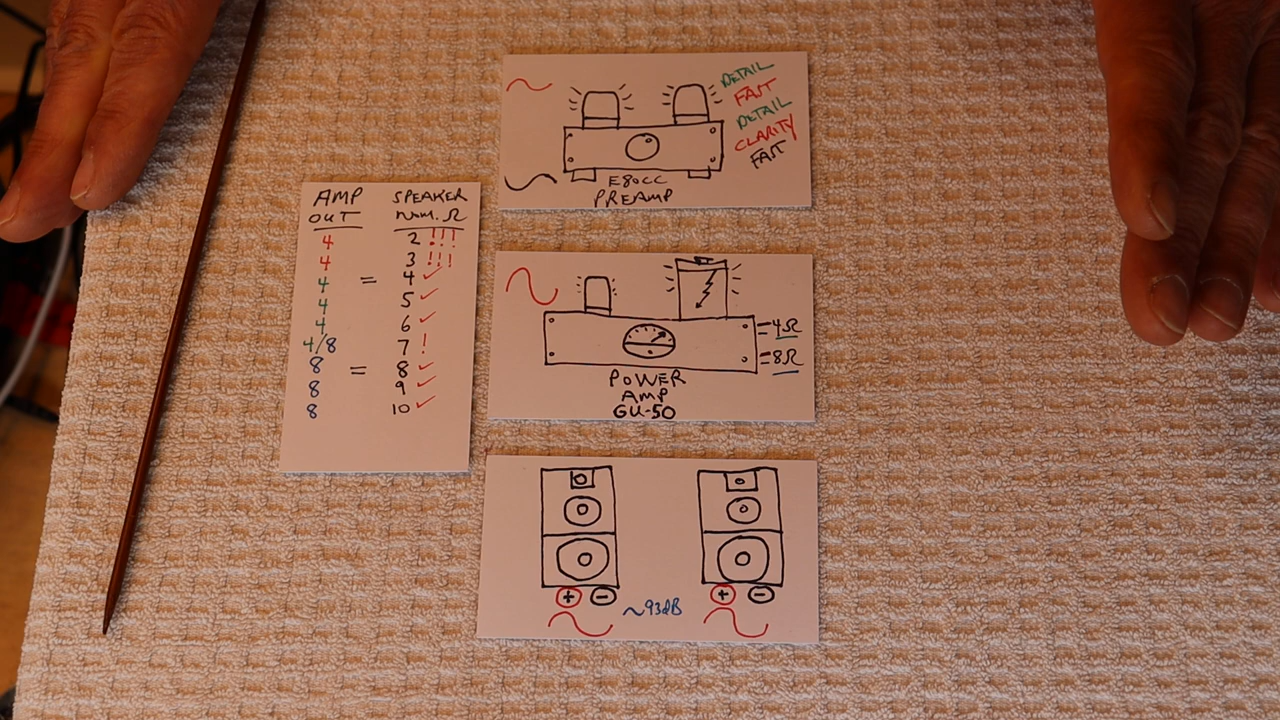 AMP OUT SPEAKER NOM. Ω
4 2 !!!
4 3 !!!
4 = 4 ✓
4 5 ✓
4 6 ✓
4/8 7 !
8 = 8 ✓
8 9 ✓
8 10 ✓
DETAIL
FAST
DETAIL
CLARITY
FAST
E80CC
PREAMP
4Ω
8Ω
POWER
AMP
GU-50
+ − ~93dB + −